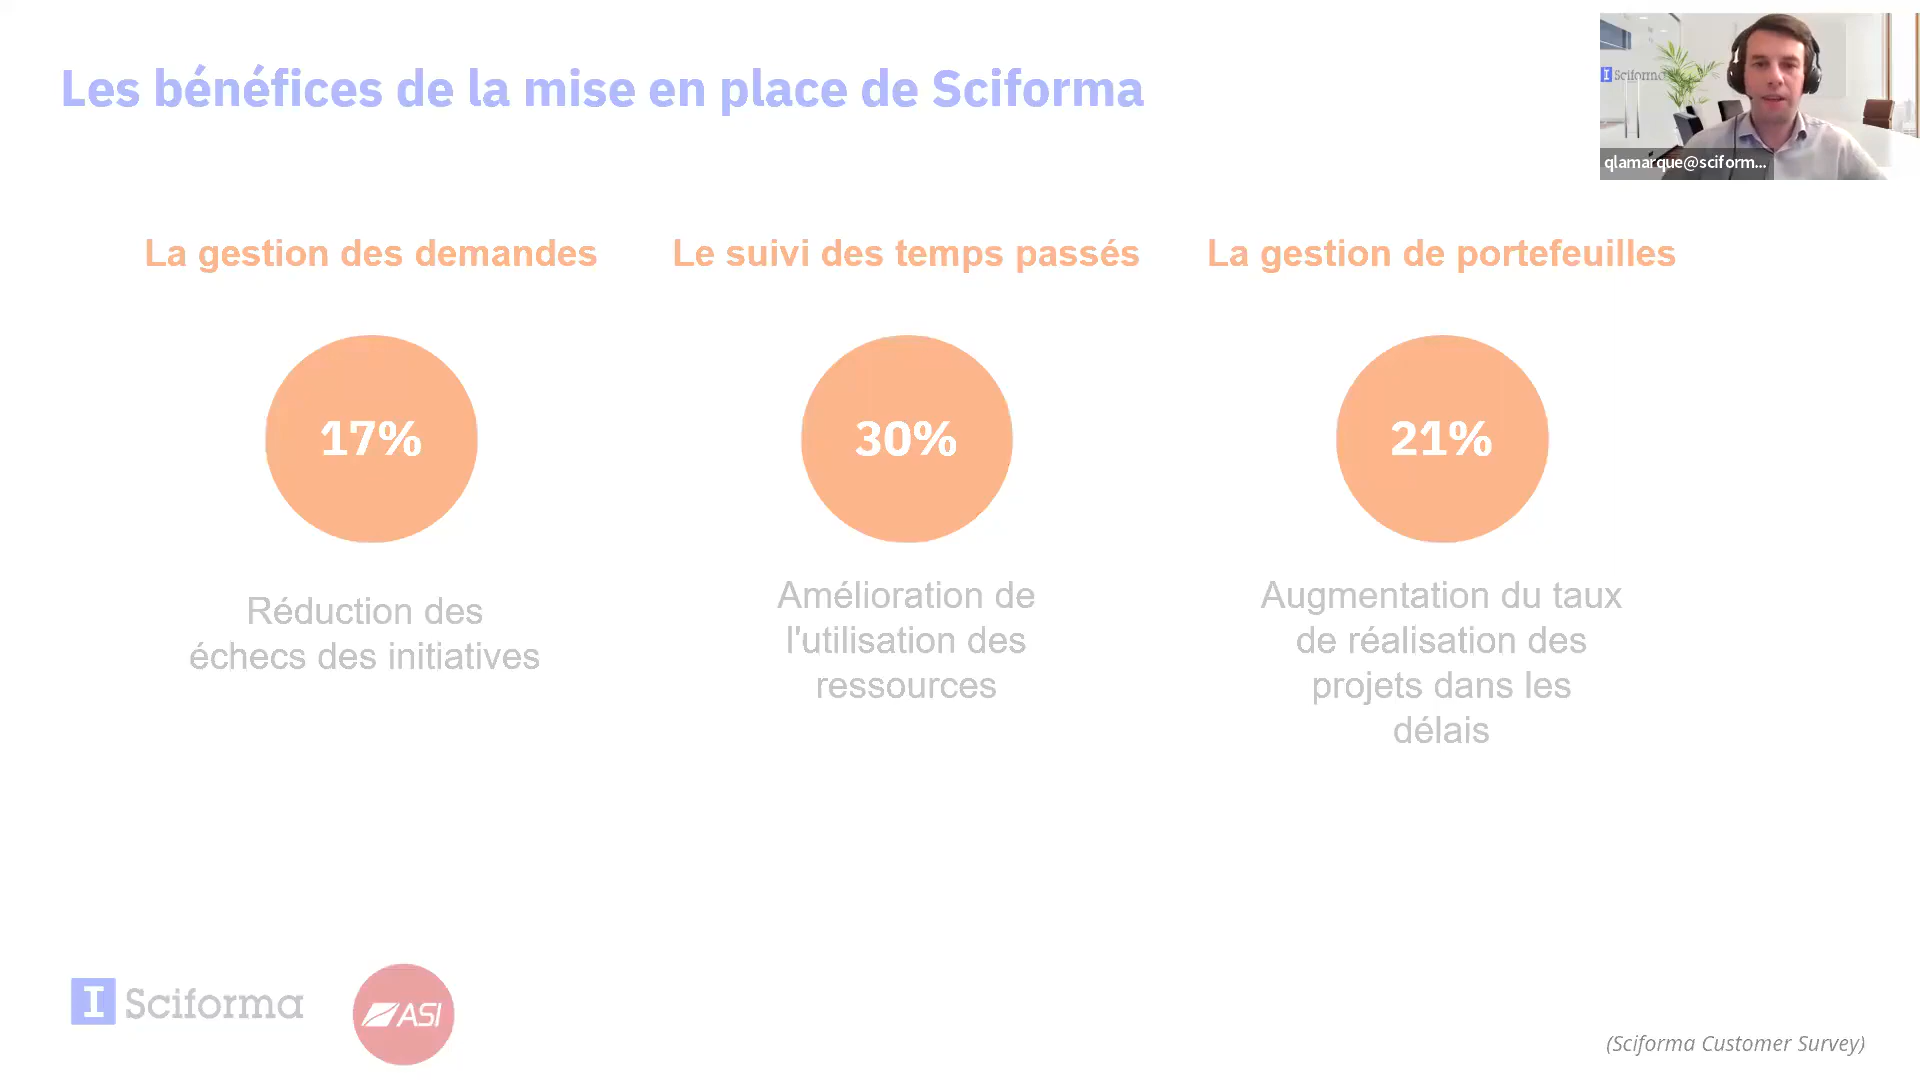 Les bénéfices de la mise en place de Sciforma
Sciforma
qlamarque@sciform...
La gestion des demandes
Le suivi des temps passés
La gestion de portefeuilles
17%
30%
21%
Réduction des
échecs des initiatives
Amélioration de
l'utilisation des
ressources
Augmentation du taux
de réalisation des
projets dans les
délais
Sciforma
ASI
(Sciforma Customer Survey)